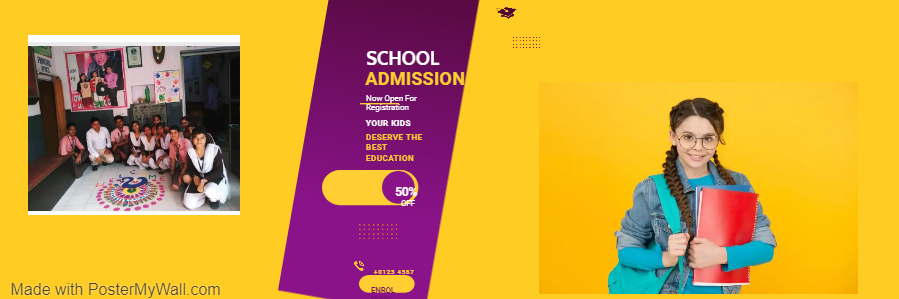 SCHOOL
ADMISSION
Now Open For
Registration
YOUR KIDS
DESERVE THE
BEST
EDUCATION
50%
OFF
+0123 4567
ENROL
Made with PosterMyWall.com